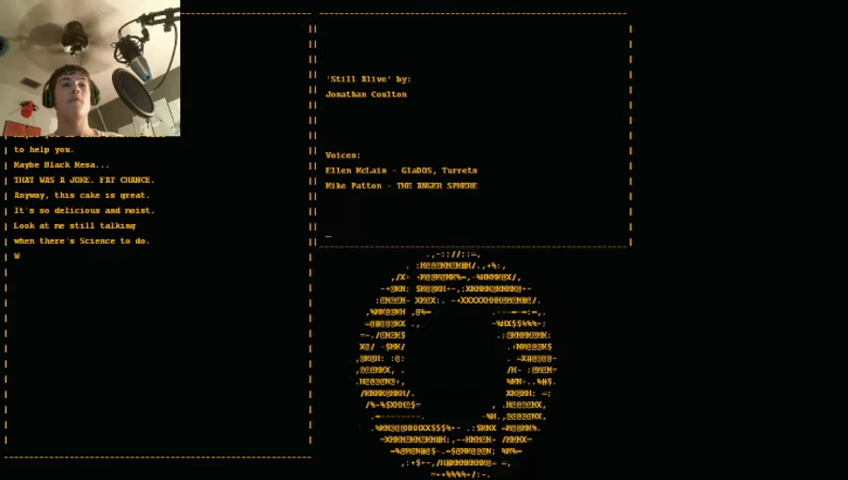 to help you.
Maybe Black Mesa...
THAT WAS A JOKE. FAT CHANCE.
Anyway, this cake is great.
It's so delicious and moist.
Look at me still talking
when there's Science to do.
W
'Still Alive' by:
Jonathan Coulton
Voices:
Ellen McLain - GlaDOS, Turrets
Mike Patton - THE ANGER SPHERE